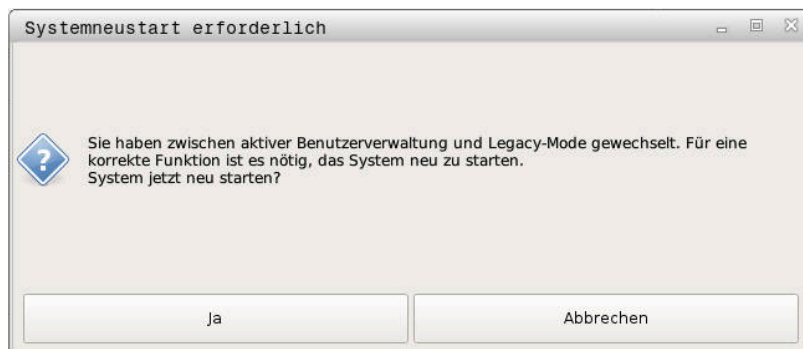 Systemneustart erforderlich
Sie haben zwischen aktiver Benutzerverwaltung und Legacy-Mode gewechselt. Für eine
korrekte Funktion ist es nötig, das System neu zu starten.
System jetzt neu starten?
Ja
Abbrechen